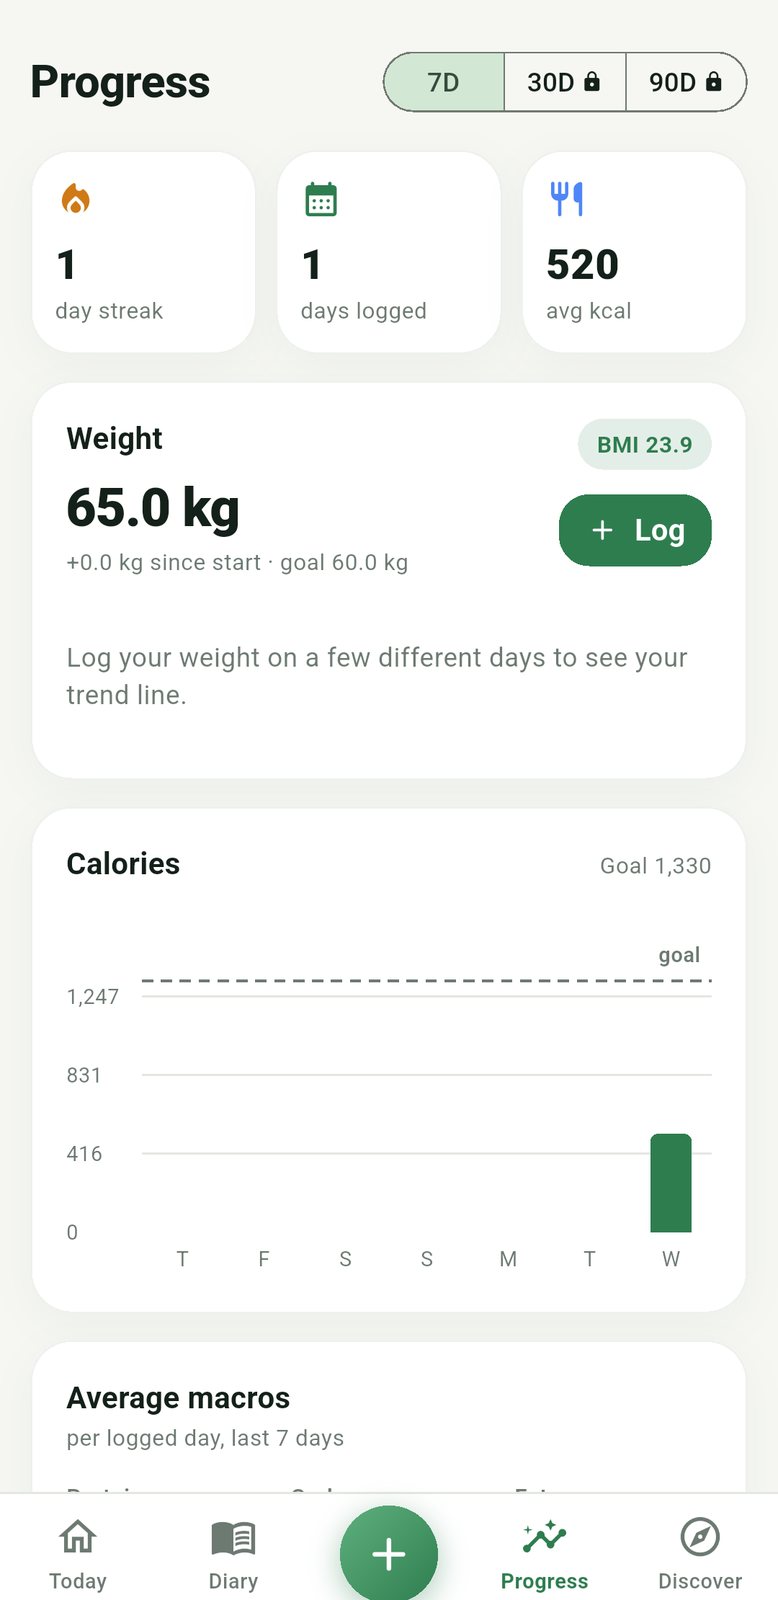 Progress
7D
30D
90D
1
day streak
1
days logged
520
avg kcal
Weight
BMI 23.9
65.0 kg
+ Log
+0.0 kg since start · goal 60.0 kg
Log your weight on a few different days to see your
trend line.
Calories
Goal 1,330
goal
1,247
831
416
0
T F S S M T W
Average macros
per logged day, last 7 days
Today
Diary
Progress
Discover